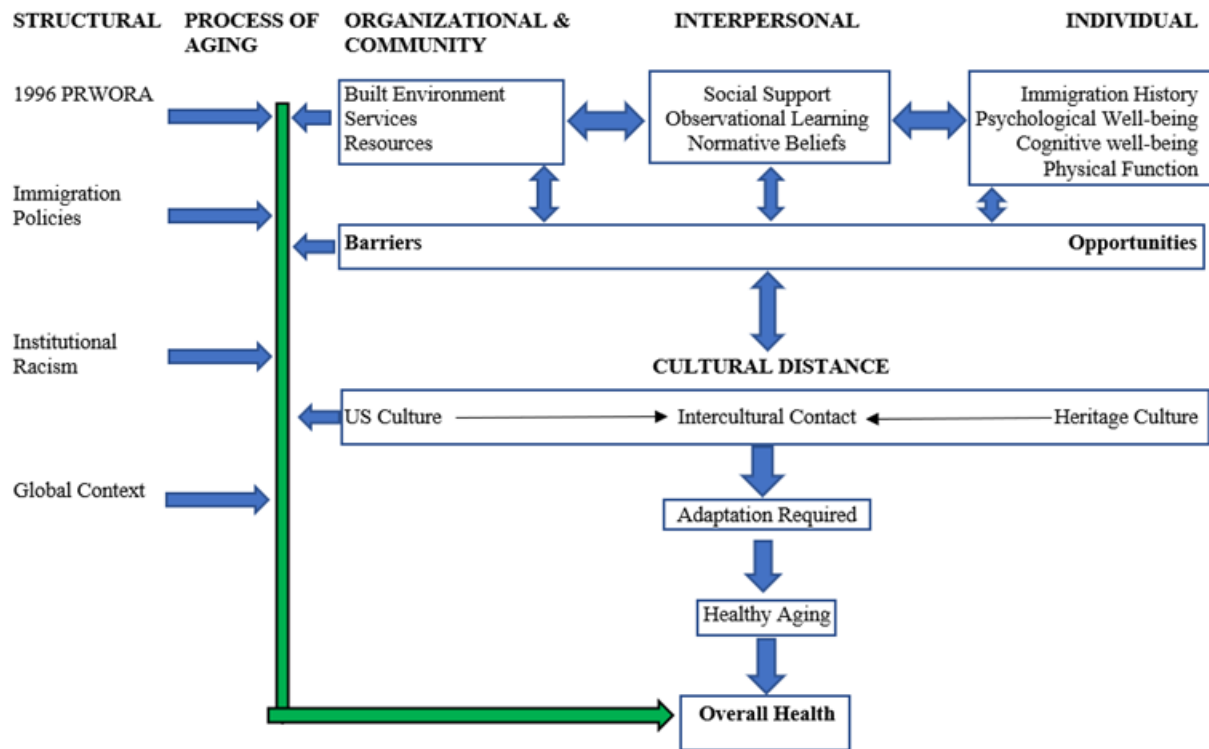 STRUCTURAL
PROCESS OF
AGING
ORGANIZATIONAL &
COMMUNITY
INTERPERSONAL
INDIVIDUAL
1996 PRWORA
Built Environment
Services
Resources
Social Support
Observational Learning
Normative Beliefs
Immigration History
Psychological Well-being
Cognitive well-being
Physical Function
Immigration
Policies
Barriers
Opportunities
Institutional
Racism
CULTURAL DISTANCE
US Culture
Intercultural Contact
Heritage Culture
Global Context
Adaptation Required
Healthy Aging
Overall Health